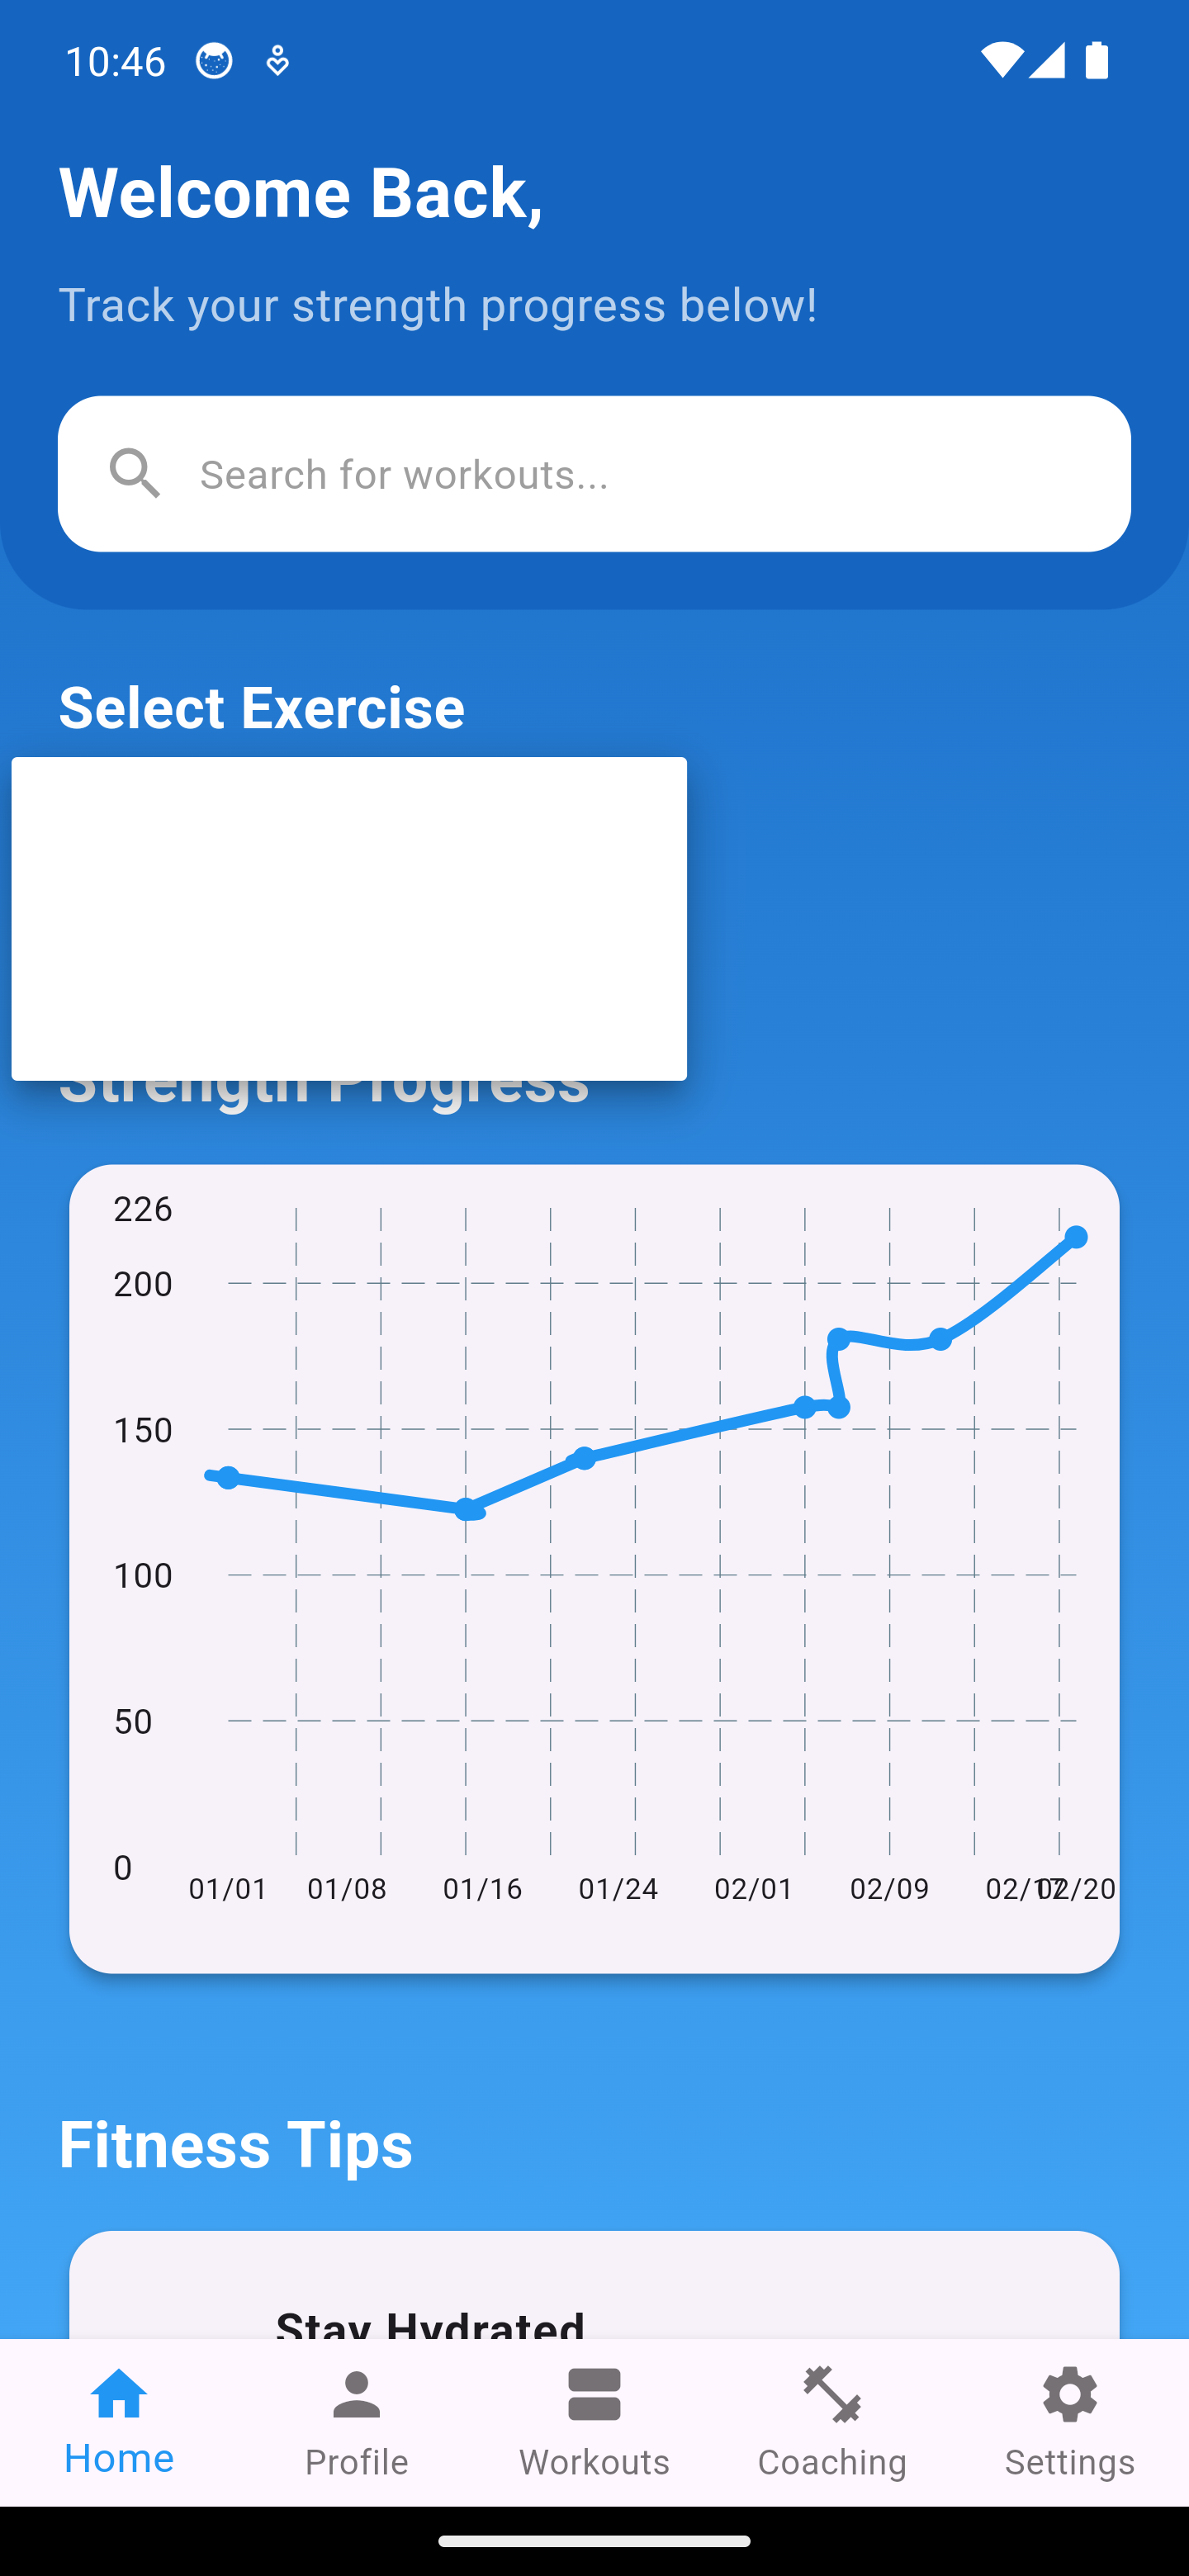 10:46
Welcome Back,
Track your strength progress below!
Search for workouts...
Select Exercise
Strength Progress
226
200
150
100
50
0
01/01 01/08 01/16 01/24 02/01 02/09 02/17 02/20
Fitness Tips
Stay Hydrated
Home Profile Workouts Coaching Settings